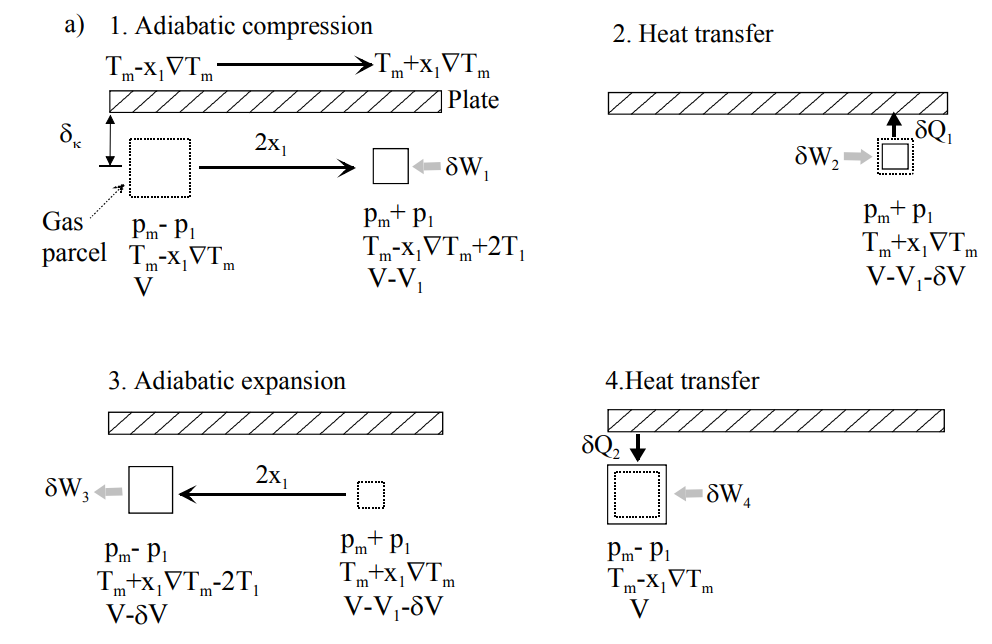 a) 1. Adiabatic compression
Tₘ-x₁∇Tₘ
Tₘ+x₁∇Tₘ
Plate
δκ
2x₁
δW₁
Gas
parcel
pₘ- p₁
Tₘ-x₁∇Tₘ
V
pₘ+ p₁
Tₘ-x₁∇Tₘ+2T₁
V-V₁
2. Heat transfer
δQ₁
δW₂
pₘ+ p₁
Tₘ+x₁∇Tₘ
V-V₁-δV
3. Adiabatic expansion
δW₃
2x₁
pₘ- p₁
Tₘ+x₁∇Tₘ-2T₁
V-δV
pₘ+ p₁
Tₘ+x₁∇Tₘ
V-V₁-δV
4.Heat transfer
δQ₂
δW₄
pₘ- p₁
Tₘ-x₁∇Tₘ
V